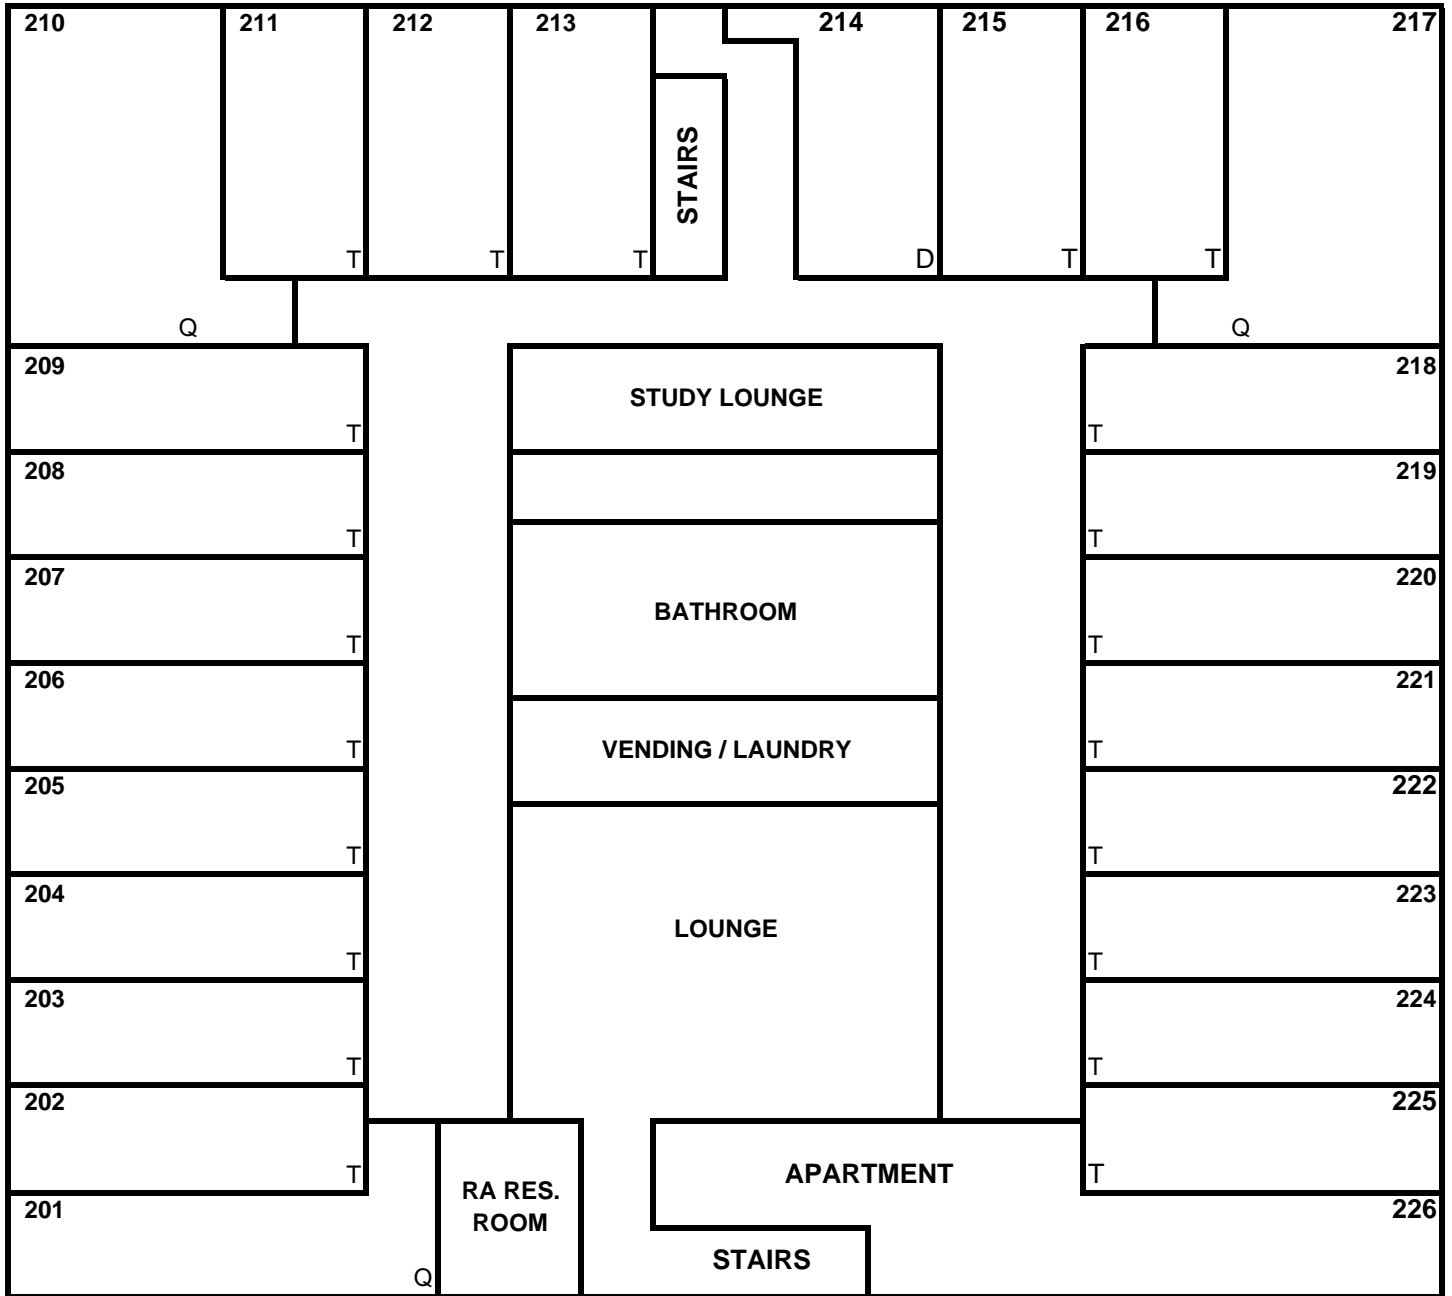 210
211
212
213
214
215
216
217
STAIRS
T
T
T
D
T
T
Q
Q
209
STUDY LOUNGE
218
T
T
208
219
T
T
207
220
BATHROOM
T
T
206
221
VENDING / LAUNDRY
T
T
205
222
T
T
204
223
LOUNGE
T
T
203
224
T
T
202
225
APARTMENT
T
T
RA RES.
ROOM
201
226
STAIRS
Q